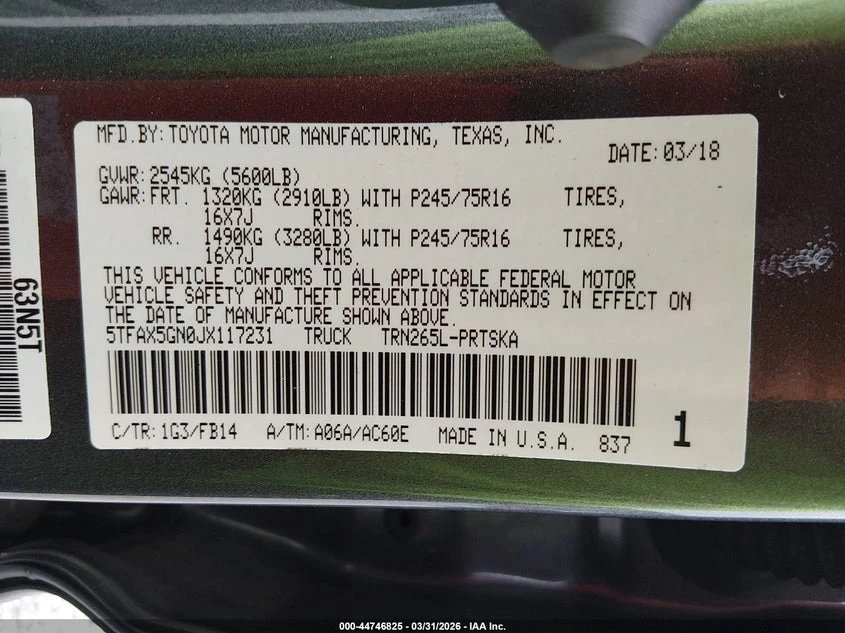 MFD.BY:TOYOTA MOTOR MANUFACTURING, TEXAS, INC.
DATE:03/18
GVWR:2545KG (5600LB)
GAWR:FRT. 1320KG (2910LB) WITH P245/75R16 TIRES,
16X7J RIMS.
RR. 1490KG (3280LB) WITH P245/75R16 TIRES,
16X7J RIMS.
THIS VEHICLE CONFORMS TO ALL APPLICABLE FEDERAL MOTOR
VEHICLE SAFETY AND THEFT PREVENTION STANDARDS IN EFFECT ON
THE DATE OF MANUFACTURE SHOWN ABOVE.
5TFAX5GN0JX117231 TRUCK TRN265L-PRTSKA
C/TR:1G3/FB14 A/TM:A06A/AC60E MADE IN U.S.A. 837
1
63N5T
000-44746825 - 03/31/2026 - IAA Inc.